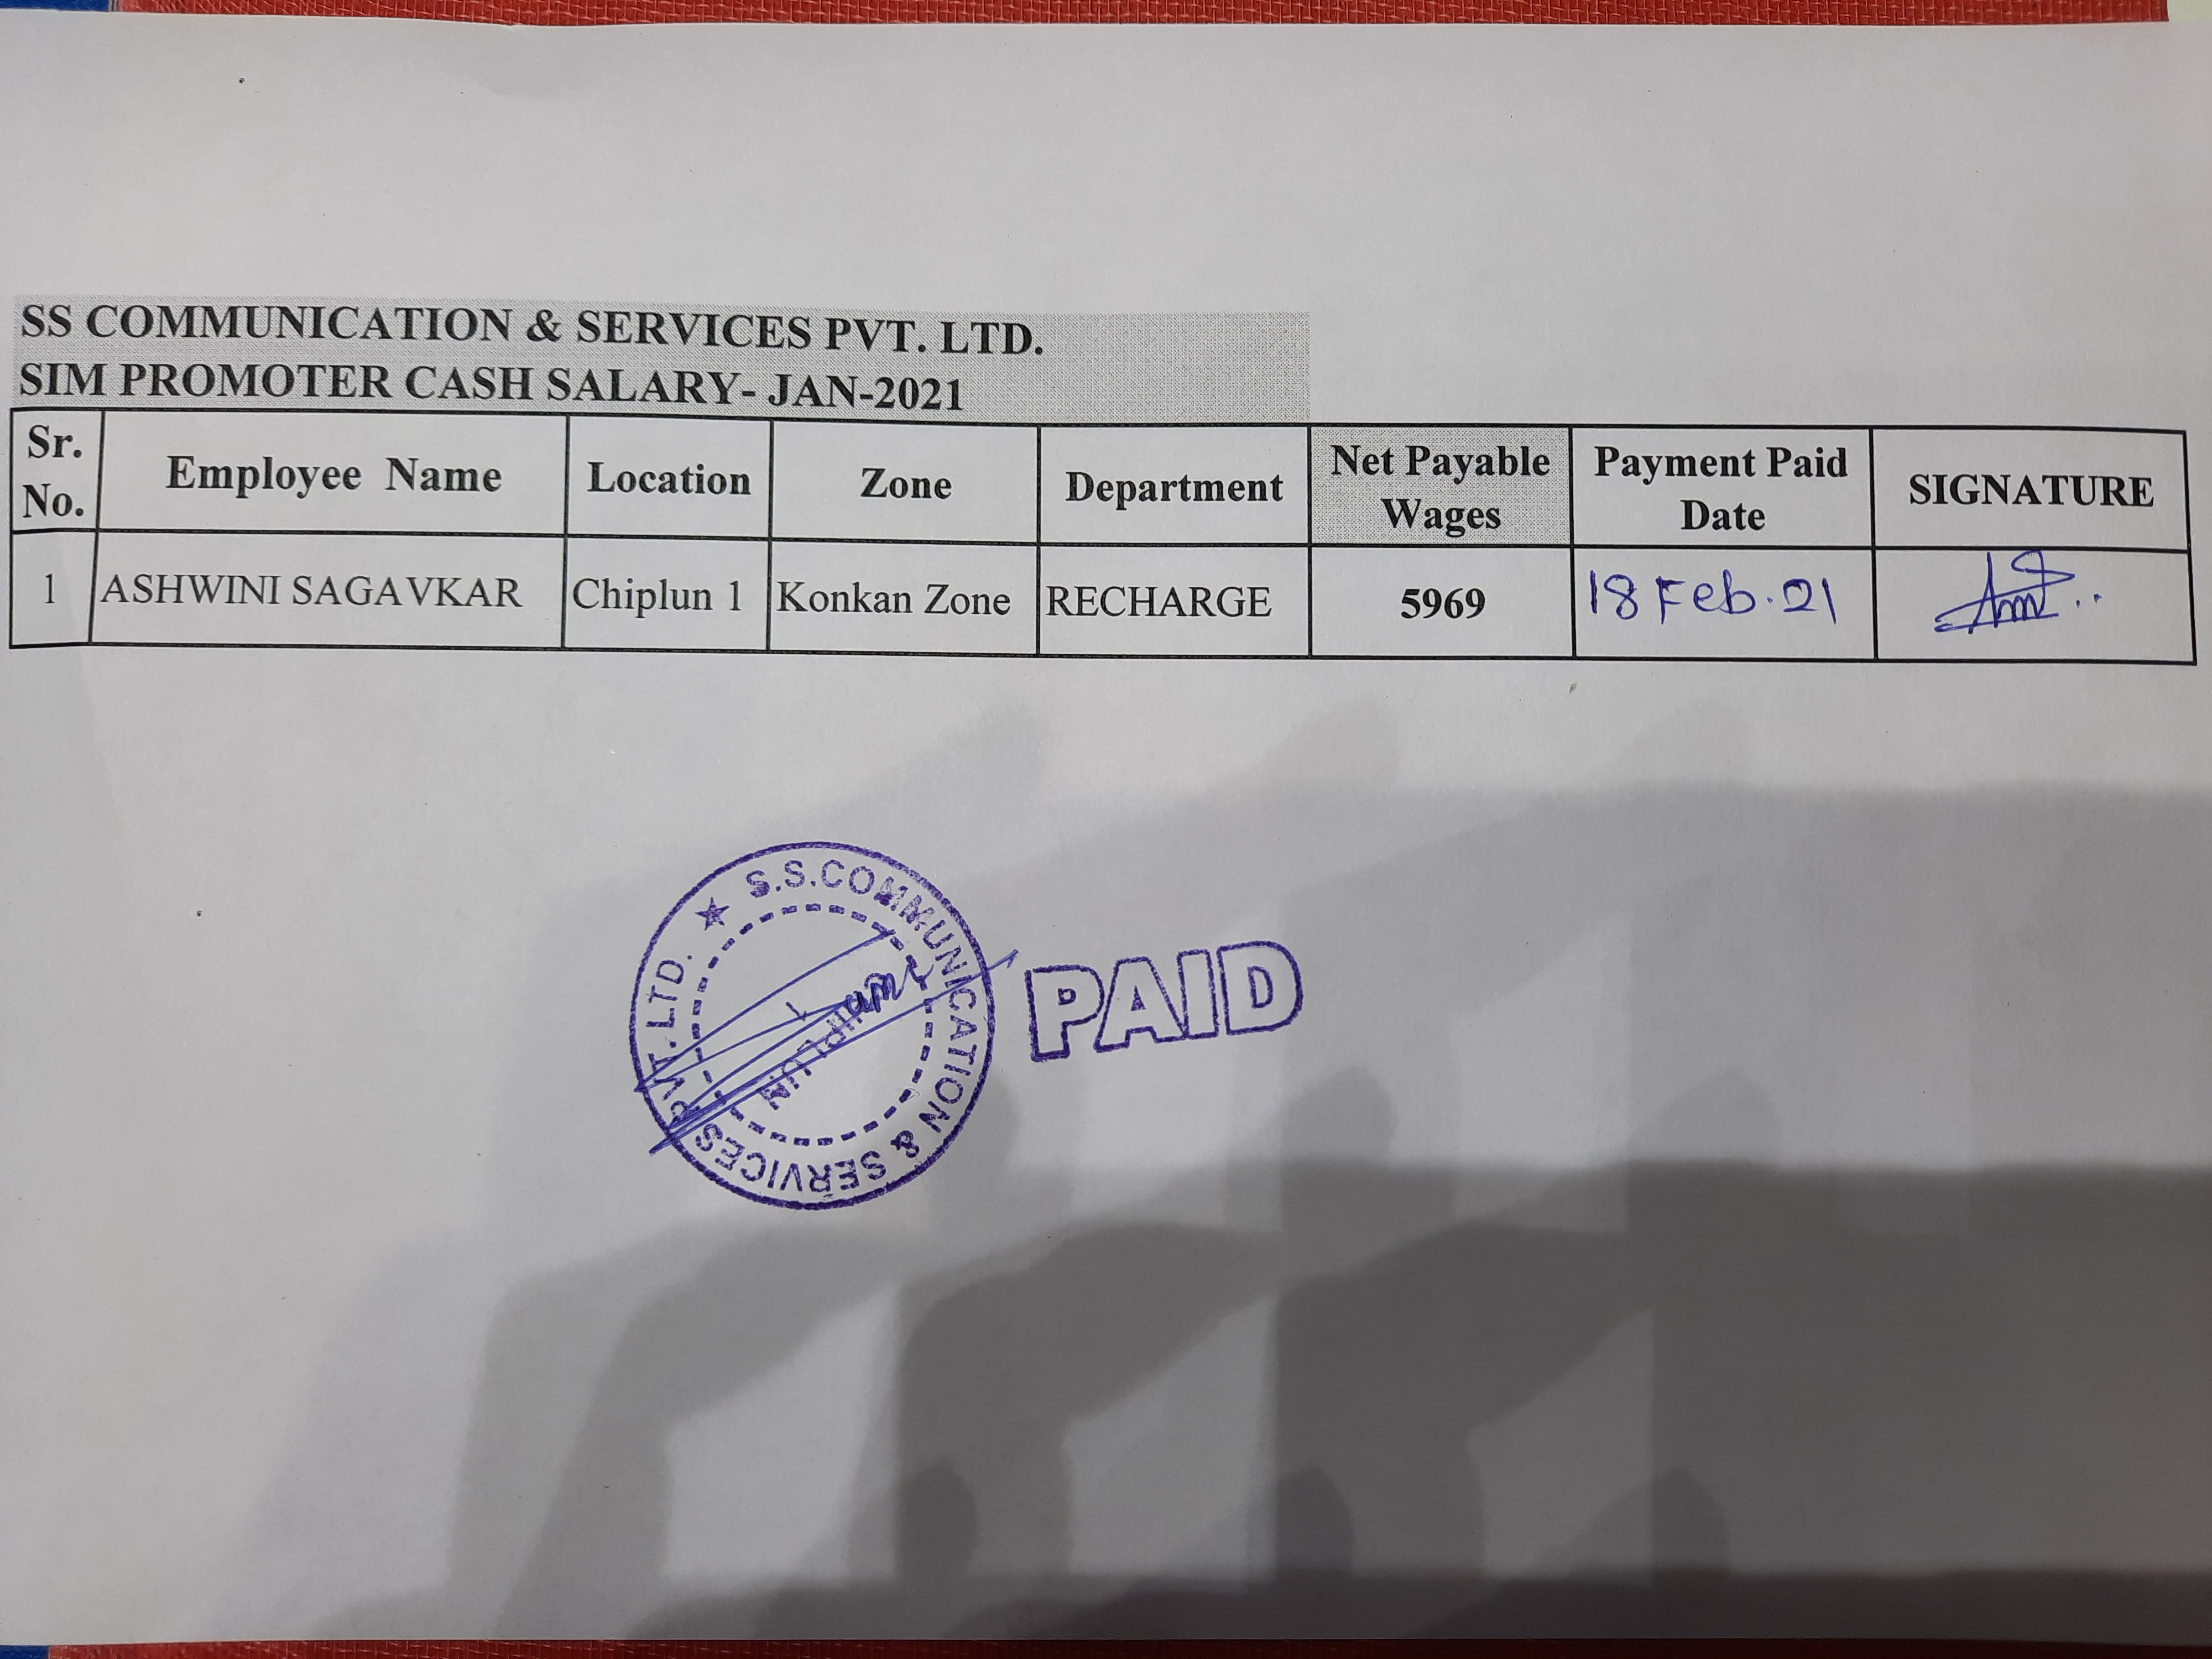 SS COMMUNICATION & SERVICES PVT. LTD.
SIM PROMOTER CASH SALARY - JAN-2021
Sr. No. Employee Name Location Zone Department Net Payable Wages Payment Paid Date SIGNATURE
1 ASHWINI SAGAVKAR Chiplun 1 Konkan Zone RECHARGE 5969 18 Feb.21
S.S.COMMUNICATION & SERVICES PVT. LTD. ★
CHIPLUN
PAID